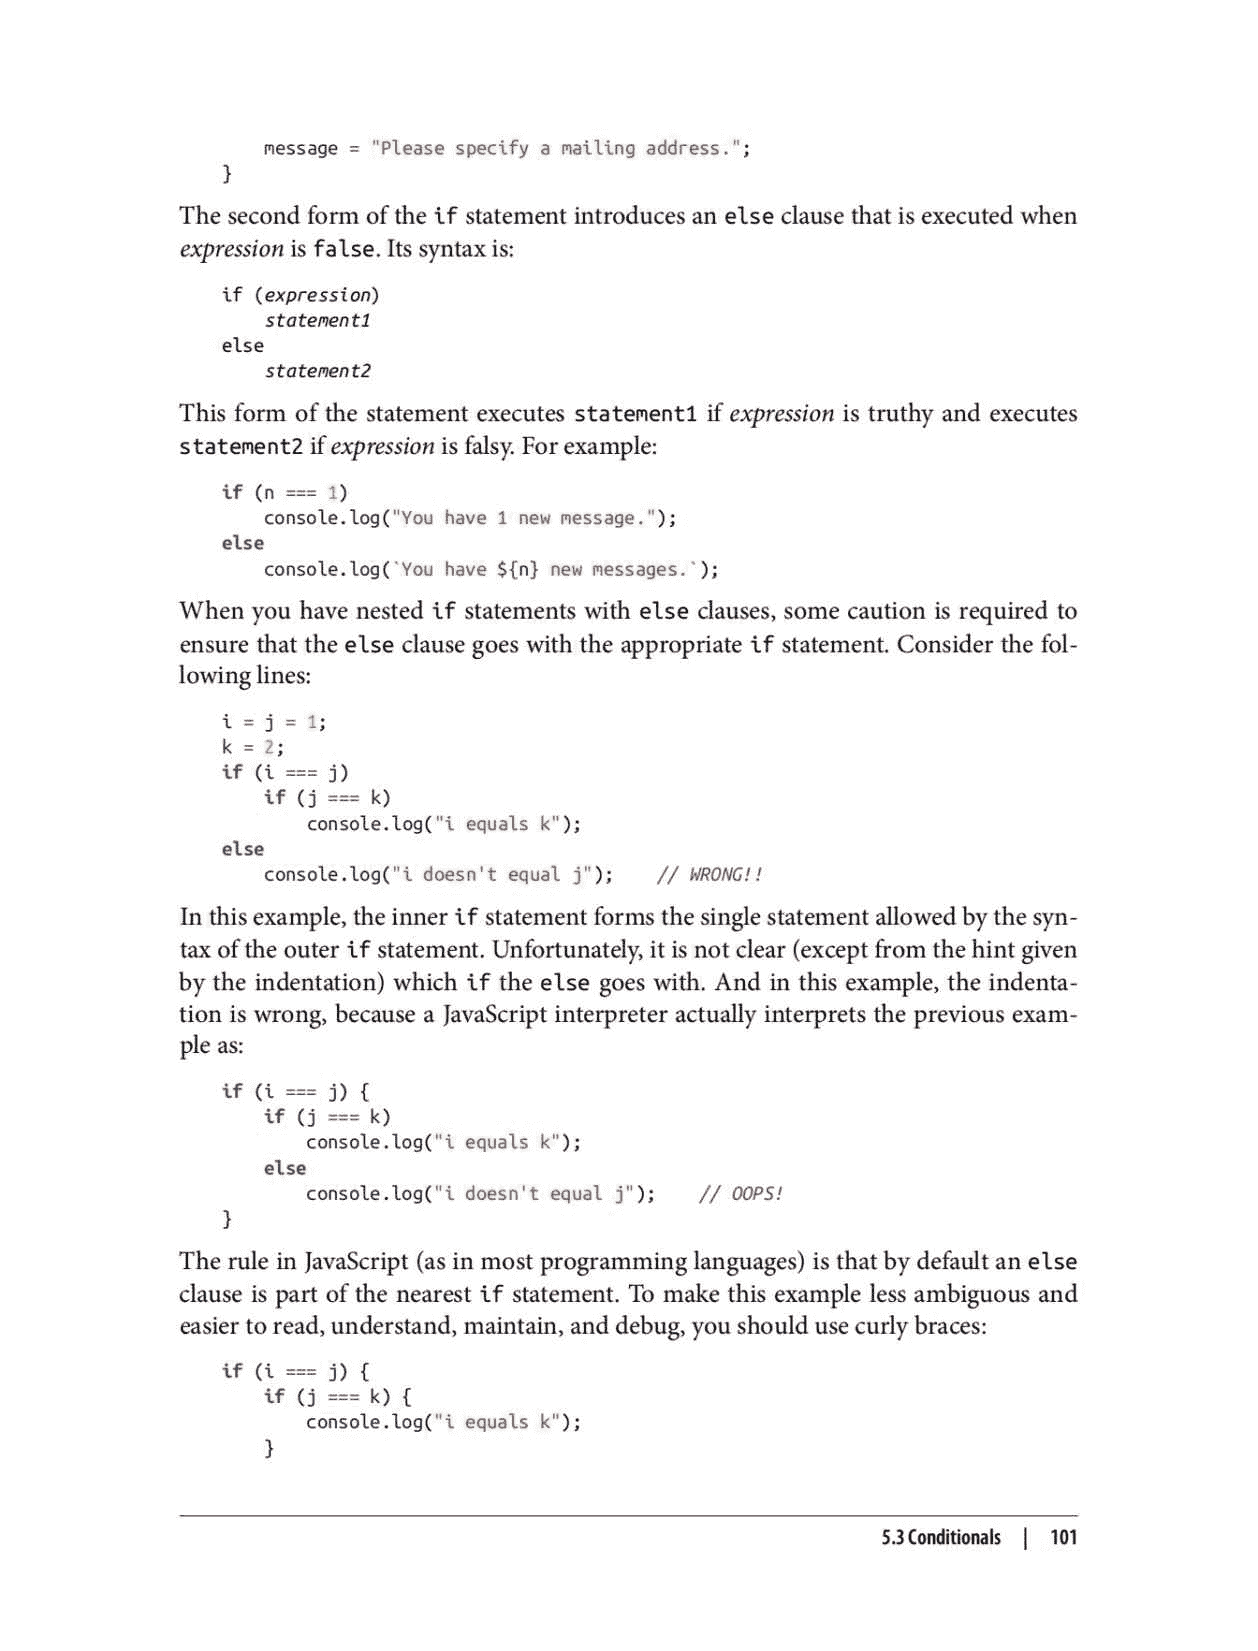 message = "Please specify a mailing address.";
}
The second form of the if statement introduces an else clause that is executed when
expression is false. Its syntax is:
if (expression)
    statement1
else
    statement2
This form of the statement executes statement1 if expression is truthy and executes
statement2 if expression is falsy. For example:
if (n === 1)
    console.log("You have 1 new message.");
else
    console.log(`You have ${n} new messages.`);
When you have nested if statements with else clauses, some caution is required to
ensure that the else clause goes with the appropriate if statement. Consider the fol-
lowing lines:
i = j = 1;
k = 2;
if (i === j)
    if (j === k)
        console.log("i equals k");
else
    console.log("i doesn't equal j");    // WRONG!!
In this example, the inner if statement forms the single statement allowed by the syn-
tax of the outer if statement. Unfortunately, it is not clear (except from the hint given
by the indentation) which if the else goes with. And in this example, the indenta-
tion is wrong, because a JavaScript interpreter actually interprets the previous exam-
ple as:
if (i === j) {
    if (j === k)
        console.log("i equals k");
    else
        console.log("i doesn't equal j");    // OOPS!
}
The rule in JavaScript (as in most programming languages) is that by default an else
clause is part of the nearest if statement. To make this example less ambiguous and
easier to read, understand, maintain, and debug, you should use curly braces:
if (i === j) {
    if (j === k) {
        console.log("i equals k");
    }
5.3 Conditionals | 101